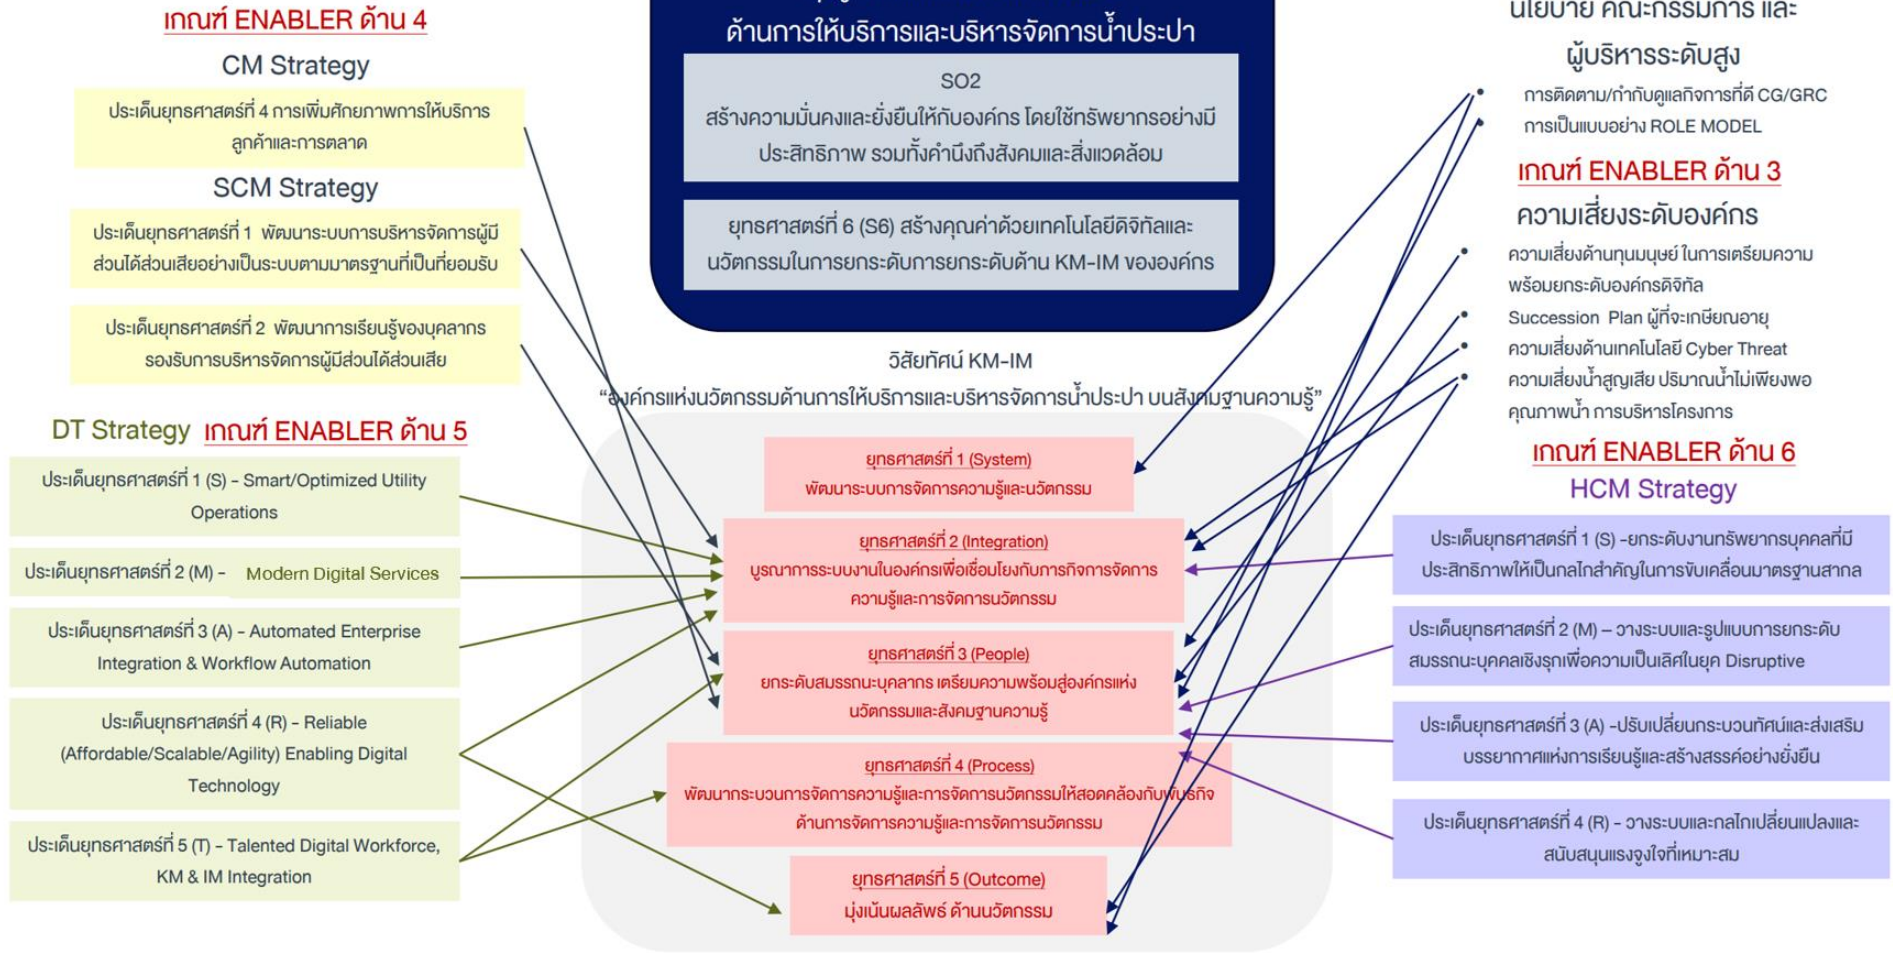 เกณฑ์ ENABLER ด้าน 4
CM Strategy
ประเด็นยุทธศาสตร์ที่ 4 การเพิ่มศักยภาพการให้บริการ
ลูกค้าและการตลาด
SCM Strategy
ประเด็นยุทธศาสตร์ที่ 1 พัฒนาระบบการบริหารจัดการผู้มี
ส่วนได้ส่วนเสียอย่างเป็นระบบตามมาตรฐานที่เป็นที่ยอมรับ
ประเด็นยุทธศาสตร์ที่ 2 พัฒนาการเรียนรู้ของบุคลากร
รองรับการบริหารจัดการผู้มีส่วนได้ส่วนเสีย
DT Strategy เกณฑ์ ENABLER ด้าน 5
ประเด็นยุทธศาสตร์ที่ 1 (S) - Smart/Optimized Utility
Operations
ประเด็นยุทธศาสตร์ที่ 2 (M) - Modern Digital Services
ประเด็นยุทธศาสตร์ที่ 3 (A) - Automated Enterprise
Integration & Workflow Automation
ประเด็นยุทธศาสตร์ที่ 4 (R) - Reliable
(Affordable/Scalable/Agility) Enabling Digital
Technology
ประเด็นยุทธศาสตร์ที่ 5 (T) - Talented Digital Workforce,
KM & IM Integration
ด้านการให้บริการและบริหารจัดการน้ำประปา
SO2
สร้างความมั่นคงและยั่งยืนให้กับองค์กร โดยใช้ทรัพยากรอย่างมี
ประสิทธิภาพ รวมทั้งคำนึงถึงสังคมและสิ่งแวดล้อม
ยุทธศาสตร์ที่ 6 (S6) สร้างคุณค่าด้วยเทคโนโลยีดิจิทัลและ
นวัตกรรมในการยกระดับการยกระดับด้าน KM-IM ขององค์กร
วิสัยทัศน์ KM-IM
“องค์กรแห่งนวัตกรรมด้านการให้บริการและบริหารจัดการน้ำประปา บนสังคมฐานความรู้”
ยุทธศาสตร์ที่ 1 (System)
พัฒนาระบบการจัดการความรู้และนวัตกรรม
ยุทธศาสตร์ที่ 2 (Integration)
บูรณาการระบบงานในองค์กรเพื่อเชื่อมโยงกับภารกิจการจัดการ
ความรู้และการจัดการนวัตกรรม
ยุทธศาสตร์ที่ 3 (People)
ยกระดับสมรรถนะบุคลากร เตรียมความพร้อมสู่องค์กรแห่ง
นวัตกรรมและสังคมฐานความรู้
ยุทธศาสตร์ที่ 4 (Process)
พัฒนากระบวนการจัดการความรู้และการจัดการนวัตกรรมให้สอดคล้องกับพันธกิจ
ด้านการจัดการความรู้และการจัดการนวัตกรรม
ยุทธศาสตร์ที่ 5 (Outcome)
มุ่งเน้นผลลัพธ์ ด้านนวัตกรรม
นโยบาย คณะกรรมการ และ
ผู้บริหารระดับสูง
• การติดตาม/กำกับดูแลกิจการที่ดี CG/GRC
• การเป็นแบบอย่าง ROLE MODEL
เกณฑ์ ENABLER ด้าน 3
ความเสี่ยงระดับองค์กร
• ความเสี่ยงด้านทุนมนุษย์ ในการเตรียมความ
พร้อมยกระดับองค์กรดิจิทัล
• Succession Plan ผู้ที่จะเกษียณอายุ
• ความเสี่ยงด้านเทคโนโลยี Cyber Threat
• ความเสี่ยงน้ำสูญเสีย ปริมาณน้ำไม่เพียงพอ
คุณภาพน้ำ การบริหารโครงการ
เกณฑ์ ENABLER ด้าน 6
HCM Strategy
ประเด็นยุทธศาสตร์ที่ 1 (S) -ยกระดับงานทรัพยากรบุคคลที่มี
ประสิทธิภาพให้เป็นกลไกสำคัญในการขับเคลื่อนมาตรฐานสากล
ประเด็นยุทธศาสตร์ที่ 2 (M) – วางระบบและรูปแบบการยกระดับ
สมรรถนะบุคคลเชิงรุกเพื่อความเป็นเลิศในยุค Disruptive
ประเด็นยุทธศาสตร์ที่ 3 (A) -ปรับเปลี่ยนกระบวนทัศน์และส่งเสริม
บรรยากาศแห่งการเรียนรู้และสร้างสรรค์อย่างยั่งยืน
ประเด็นยุทธศาสตร์ที่ 4 (R) - วางระบบและกลไกเปลี่ยนแปลงและ
สนับสนุนแรงจูงใจที่เหมาะสม